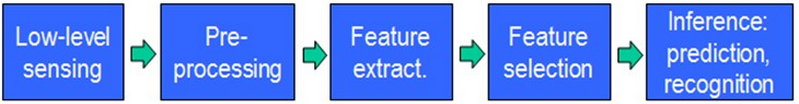 Low-level
sensing
Pre-
processing
Feature
extract.
Feature
selection
Inference:
prediction,
recognition